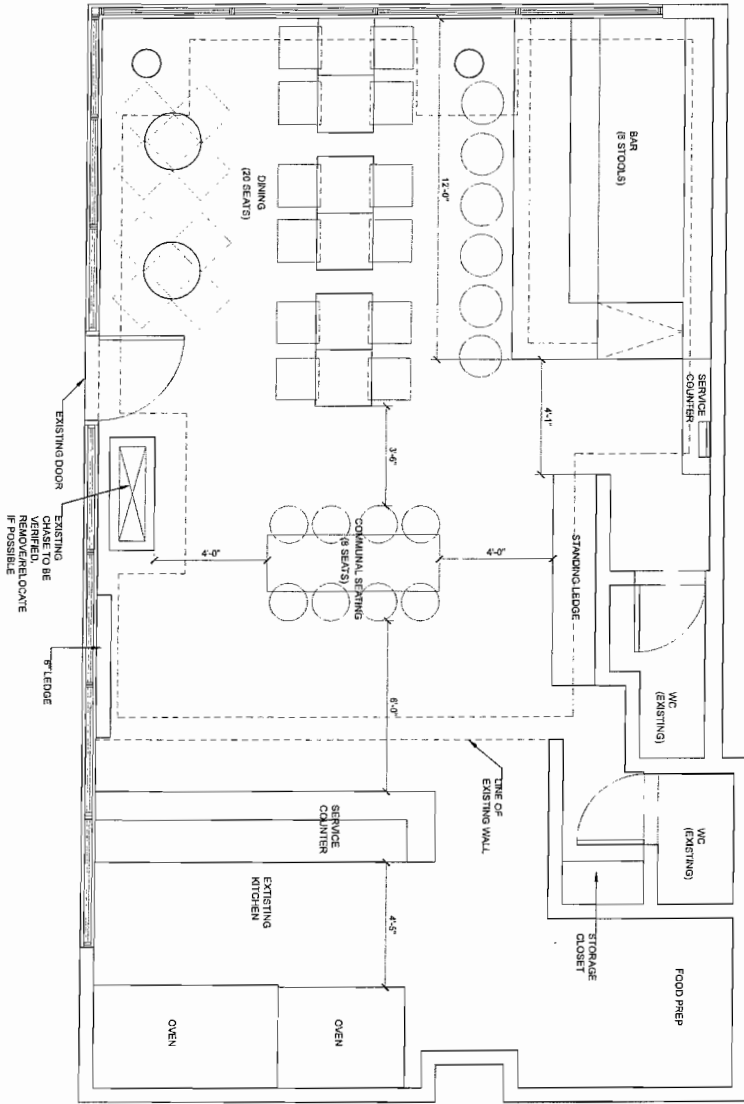 BAR
(8 STOOLS)
DINING
(20 SEATS)
12'-0"
SERVICE
COUNTER
4'-1"
EXISTING DOOR
3'-6"
EXISTING
CHASE TO BE
VERIFIED.
REMOVE/RELOCATE
IF POSSIBLE
4'-0"
COMMUNAL SEATING
(8 SEATS)
4'-0"
STANDING LEDGE
6" LEDGE
6'-0"
WC
(EXISTING)
LINE OF
EXISTING WALL
WC
(EXISTING)
SERVICE
COUNTER
EXTISTING
KITCHEN
4'-5"
STORAGE
CLOSET
FOOD PREP
OVEN
OVEN